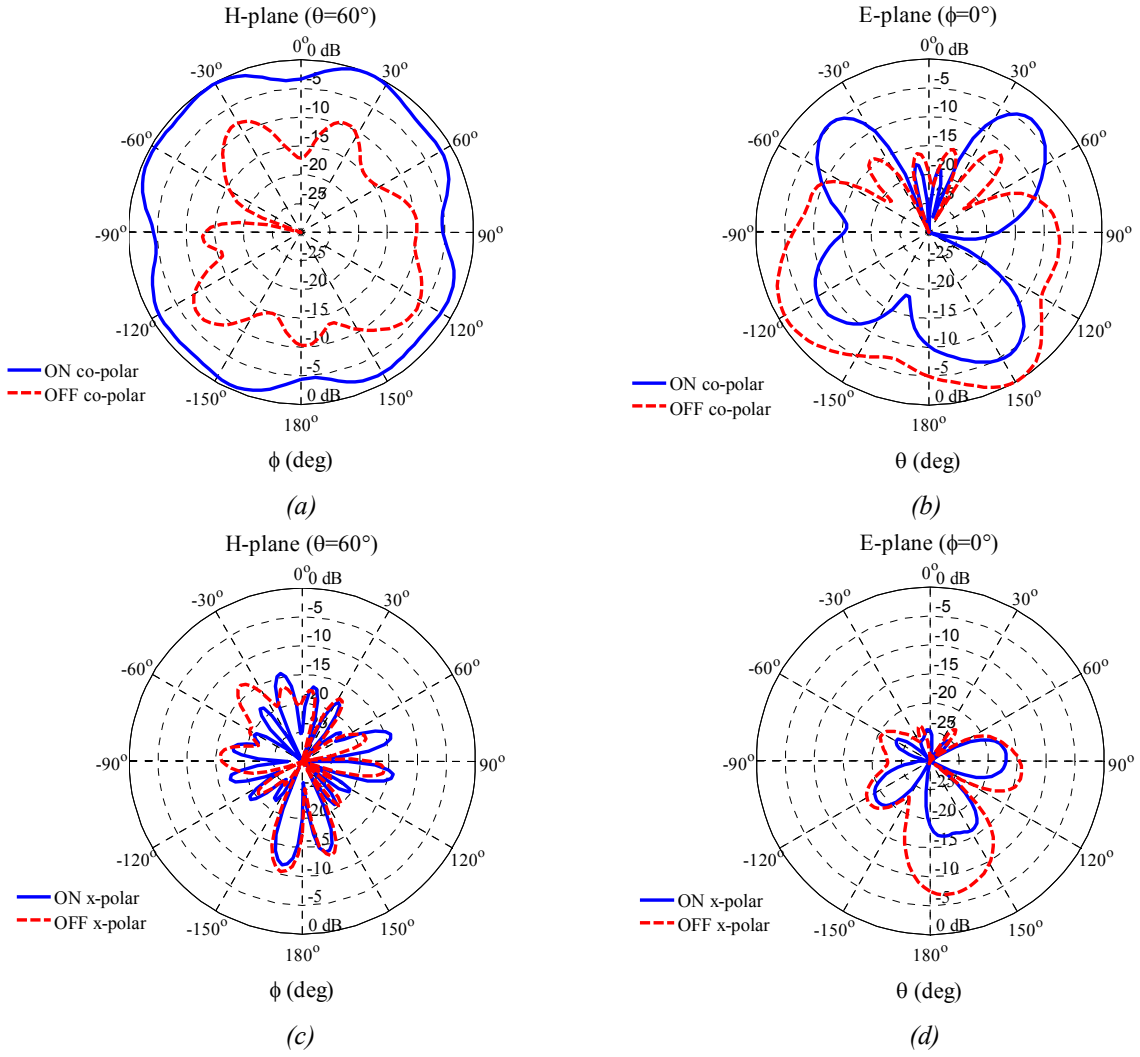 H-plane (θ=60°)
0° 0 dB
-30° 30°
-5
-10
-60° 60°
-15
-20
-25
-90° 90°
-25
-20
-15
-120° 120°
-10
-5
ON co-polar
OFF co-polar
-150° 0 dB 150°
180°
ϕ (deg)
(a)
E-plane (ϕ=0°)
0° 0 dB
-30° 30°
-5
-10
-60° 60°
-15
-20
-25
-90° 90°
-25
-20
-15
-120° 120°
-10
-5
ON co-polar
OFF co-polar
-150° 0 dB 150°
180°
θ (deg)
(b)
H-plane (θ=60°)
0° 0 dB
-30° 30°
-5
-10
-60° 60°
-15
-20
-25
-90° 90°
-20
-15
-120° 120°
-10
-5
ON x-polar
OFF x-polar
-150° 0 dB 150°
180°
ϕ (deg)
(c)
E-plane (ϕ=0°)
0° 0 dB
-30° 30°
-5
-10
-60° 60°
-15
-20
-25
-90° 90°
-25
-20
-15
-120° 120°
-10
-5
ON x-polar
OFF x-polar
-150° 0 dB 150°
180°
θ (deg)
(d)